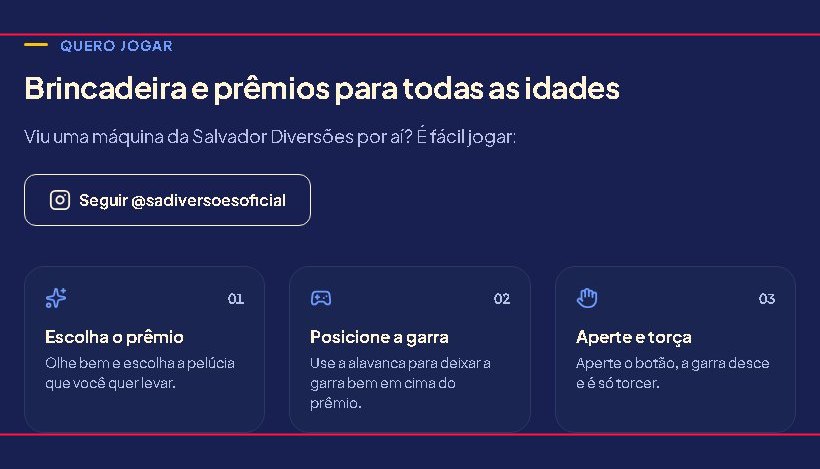 QUERO JOGAR
Brincadeira e prêmios para todas as idades
Viu uma máquina da Salvador Diversões por aí? É fácil jogar:
Seguir @sadiversoesoficial
01
Escolha o prêmio
Olhe bem e escolha a pelúcia
que você quer levar.
02
Posicione a garra
Use a alavanca para deixar a
garra bem em cima do
prêmio.
03
Aperte e torça
Aperte o botão, a garra desce
e é só torcer.